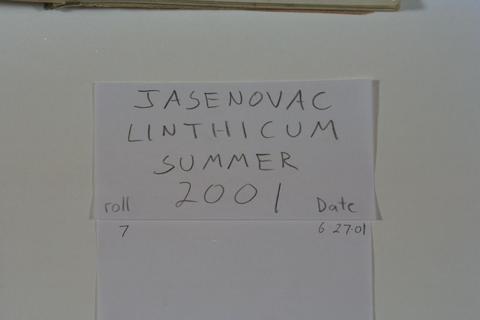 JASENOVAC
LINTHICUM
SUMMER
2001
roll Date
7 6 27.01